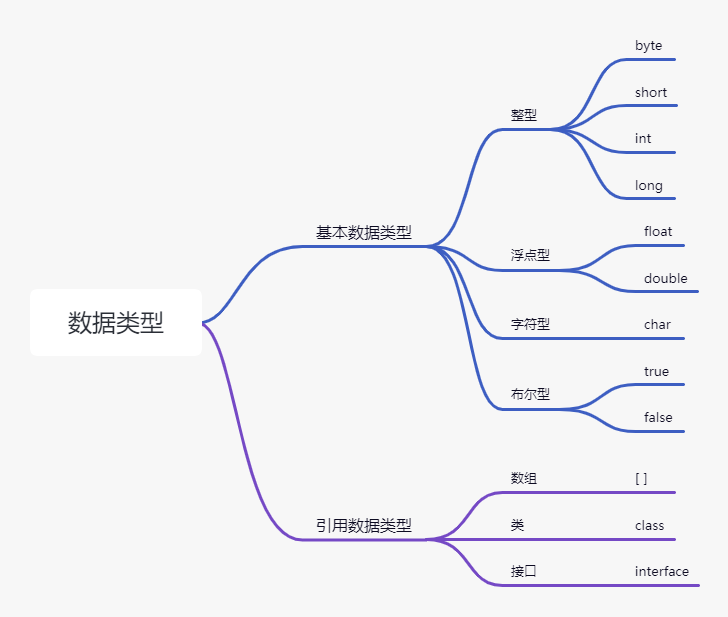 数据类型
基本数据类型
整型
byte
short
int
long
浮点型
float
double
字符型
char
布尔型
true
false
引用数据类型
数组
[ ]
类
class
接口
interface